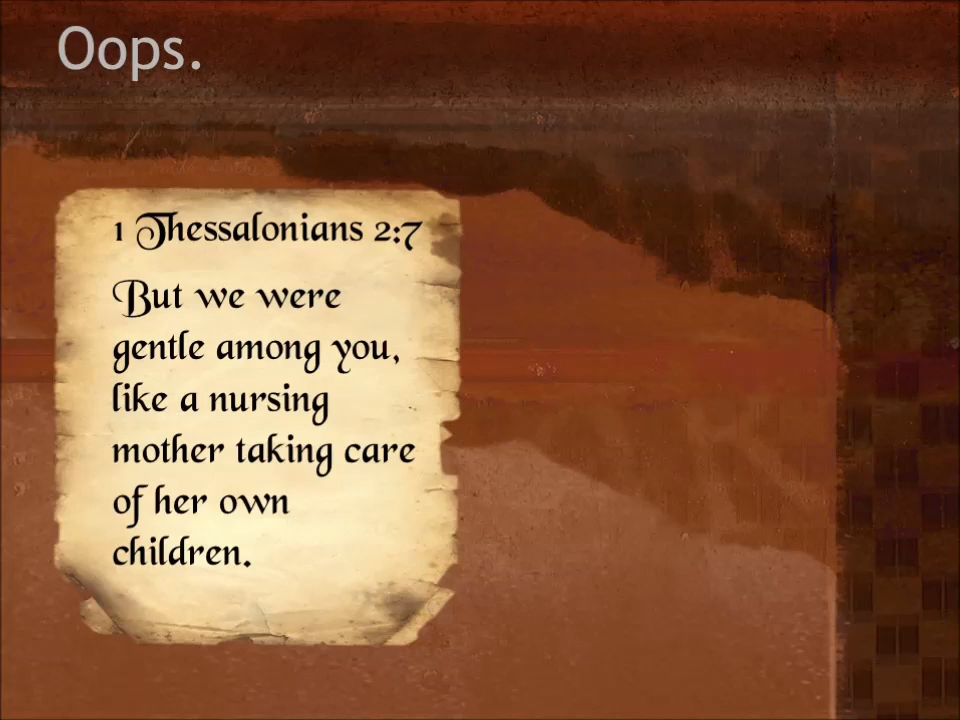 Oops.
1 Thessalonians 2:7
But we were
gentle among you,
like a nursing
mother taking care
of her own
children.